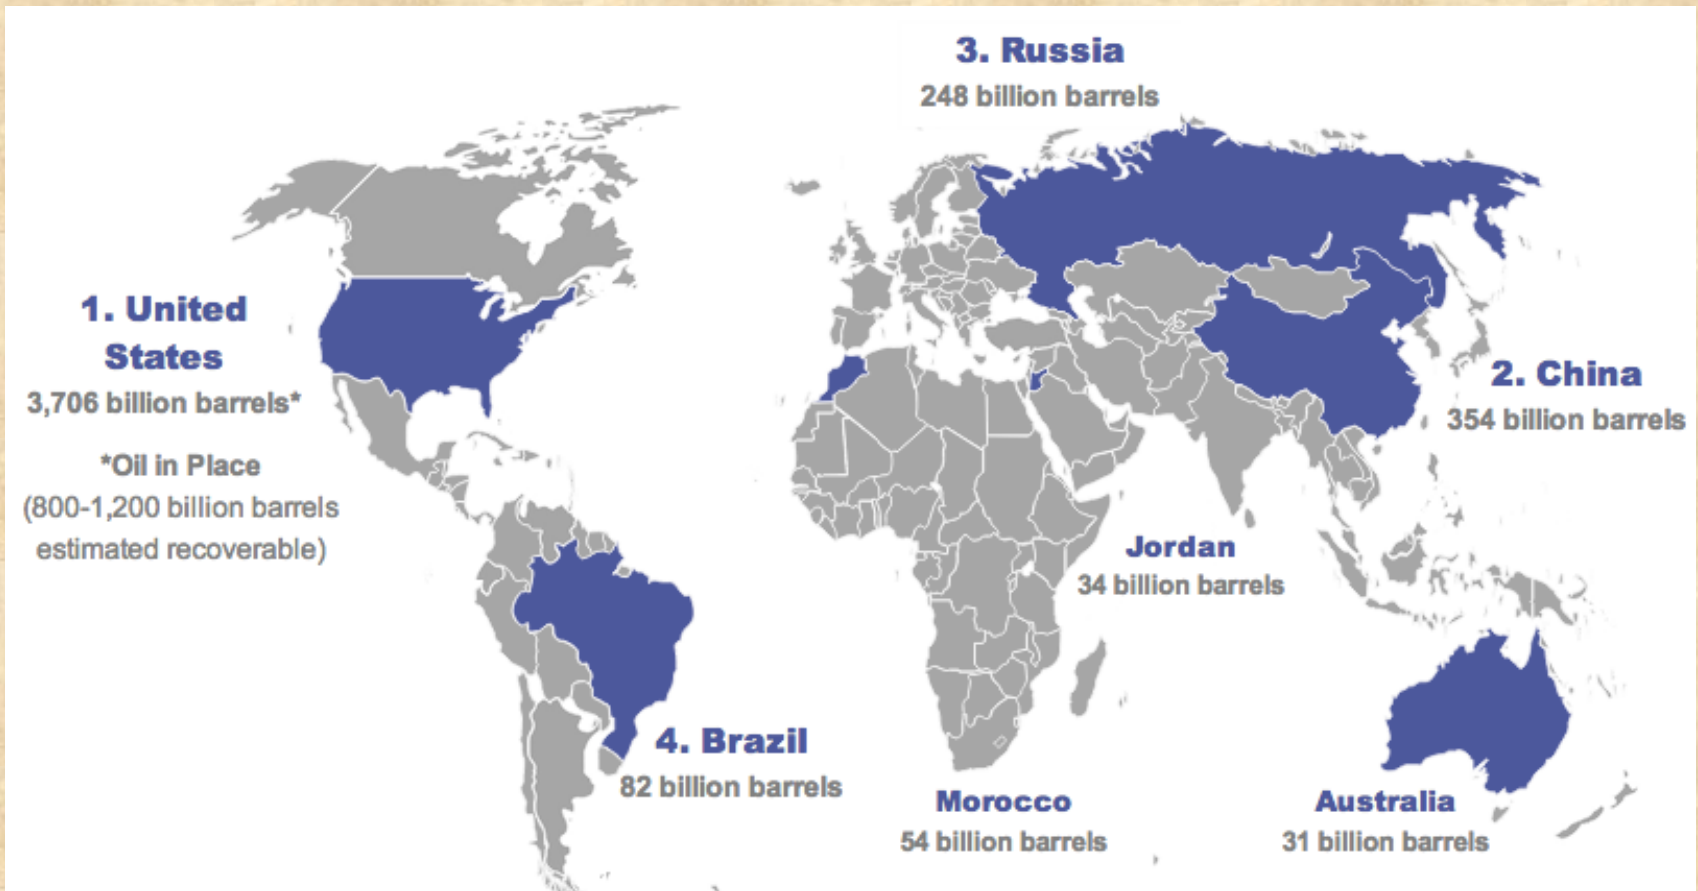 3. Russia
248 billion barrels
1. United
States
3,706 billion barrels*
*Oil in Place
(800-1,200 billion barrels
estimated recoverable)
2. China
354 billion barrels
Jordan
34 billion barrels
4. Brazil
82 billion barrels
Morocco
54 billion barrels
Australia
31 billion barrels